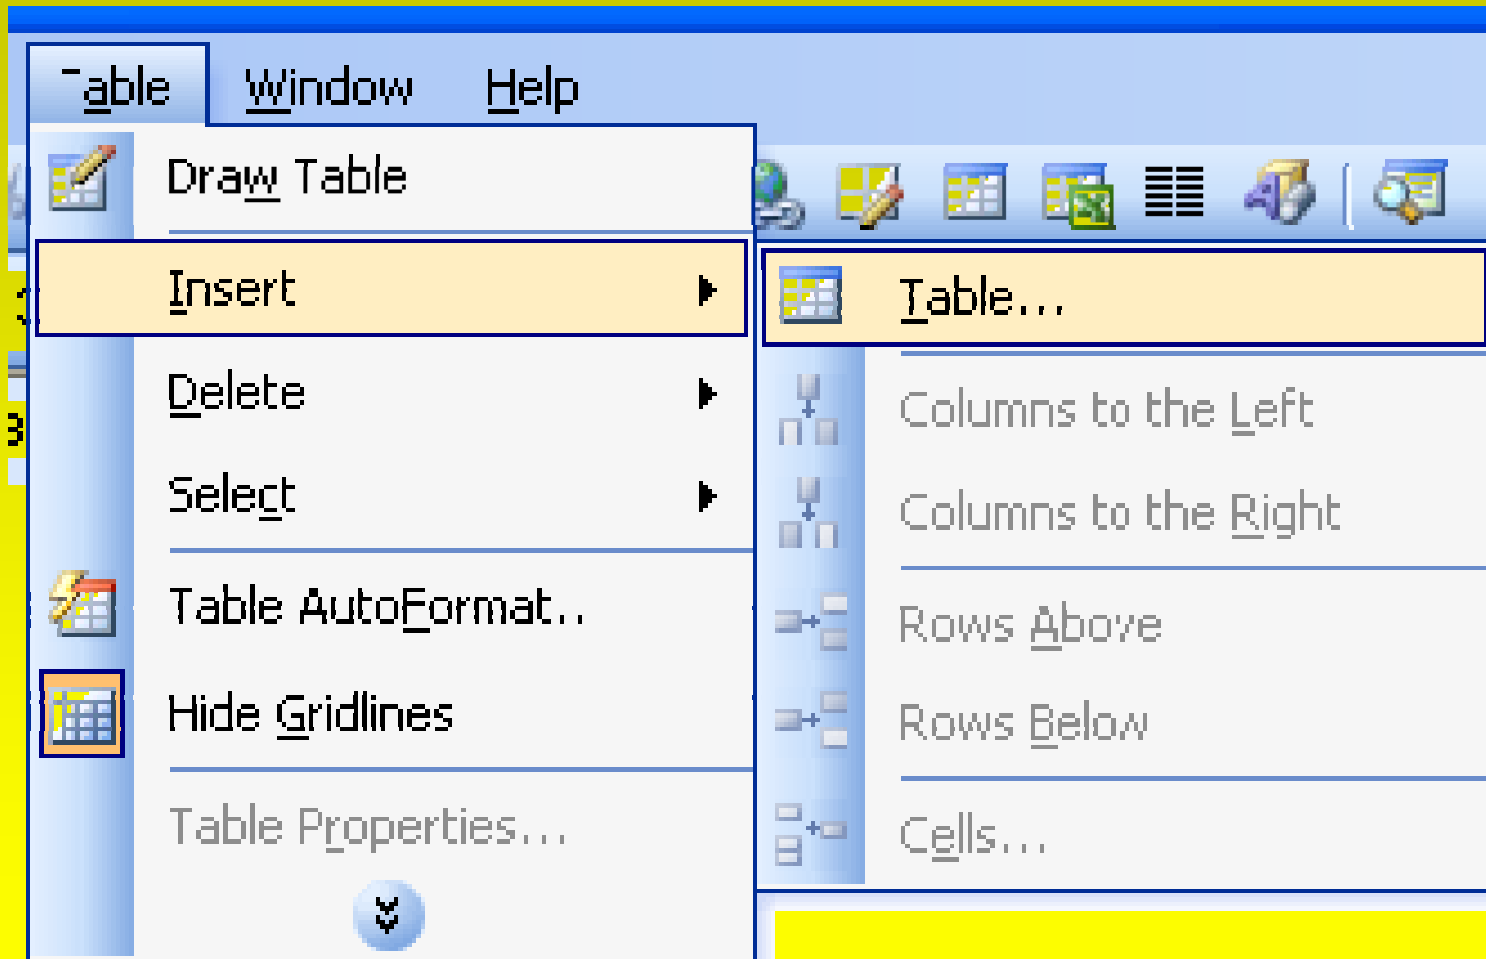 Table Window Help
Draw Table
Insert
Delete
Select
Table AutoFormat..
Hide Gridlines
Table Properties...
Table...
Columns to the Left
Columns to the Right
Rows Above
Rows Below
Cells...